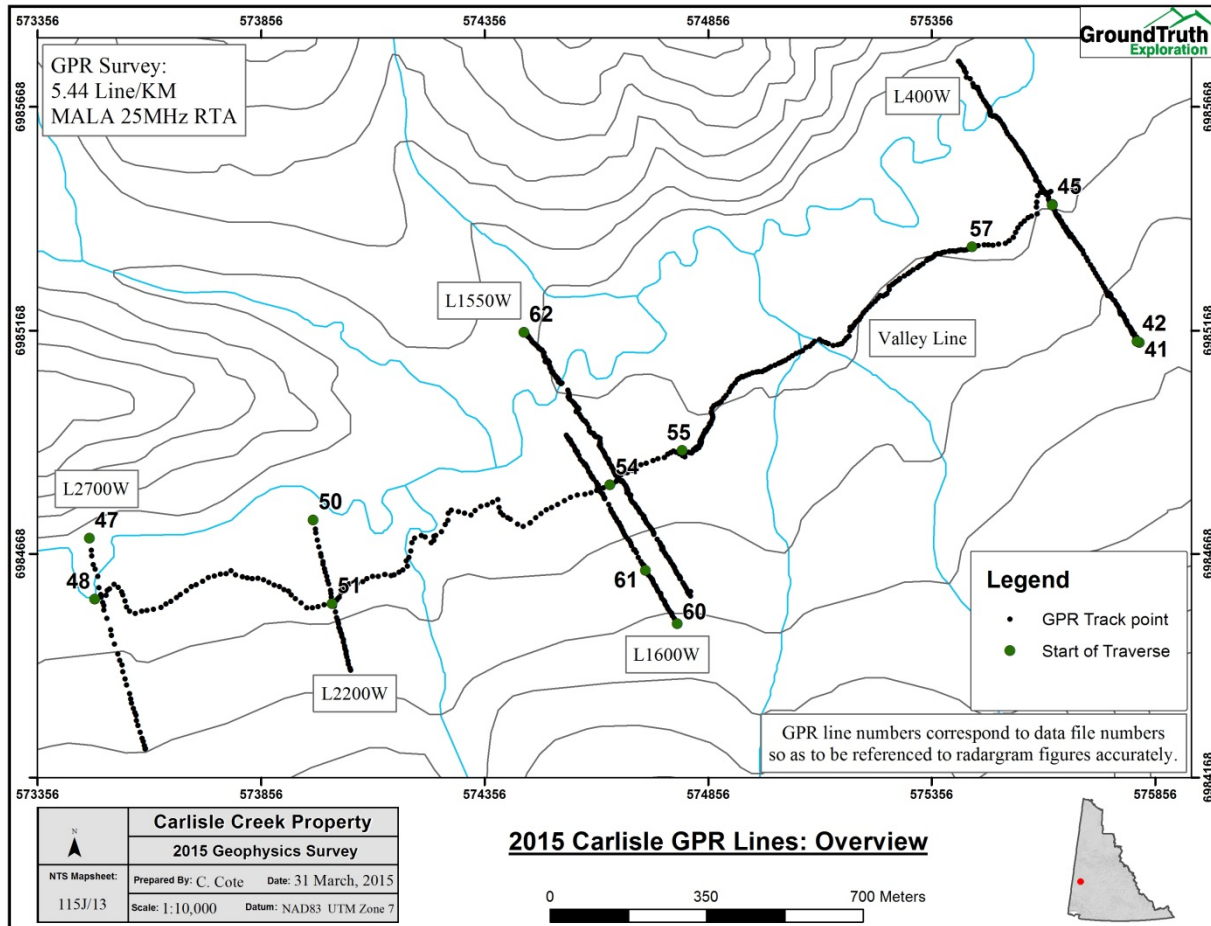 573356 573856 574356 574856 575356
GroundTruth
Exploration
GPR Survey:
5.44 Line/KM
MALA 25MHz RTA
L400W
6985668
6985668
45
57
L1550W
62
Valley Line
42
41
6985168
6985168
55
54
L2700W
47
50
48
51
61
60
L1600W
L2200W
6984668
6984668
Legend
GPR Track point
Start of Traverse
GPR line numbers correspond to data file numbers
so as to be referenced to radargram figures accurately.
6984168
6984168
573356 573856 574356 574856 575356 575856
N
NTS Mapsheet:
115J/13
Carlisle Creek Property
2015 Geophysics Survey
Prepared By: C. Cote Date: 31 March, 2015
Scale: 1:10,000 Datum: NAD83 UTM Zone 7
2015 Carlisle GPR Lines: Overview
0 350 700 Meters